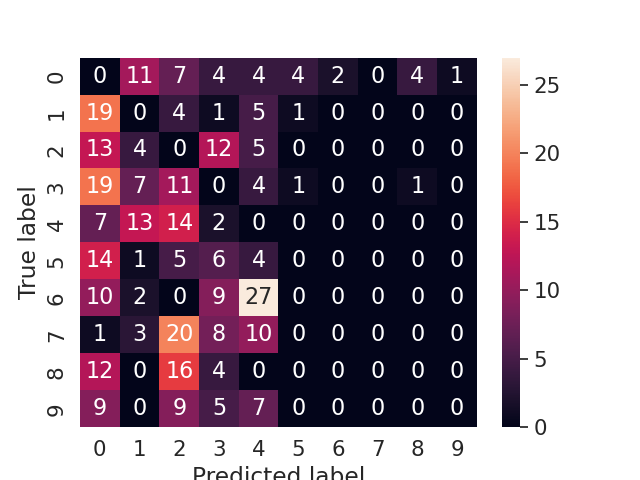 0 0 11 7 4 4 4 2 0 4 1
1 19 0 4 1 5 1 0 0 0 0
2 13 4 0 12 5 0 0 0 0 0
3 19 7 11 0 4 1 0 0 1 0
4 7 13 14 2 0 0 0 0 0 0
5 14 1 5 6 4 0 0 0 0 0
6 10 2 0 9 27 0 0 0 0 0
7 1 3 20 8 10 0 0 0 0 0
8 12 0 16 4 0 0 0 0 0 0
9 9 0 9 5 7 0 0 0 0 0
0 1 2 3 4 5 6 7 8 9
Predicted label
True label
25
20
15
10
5
0